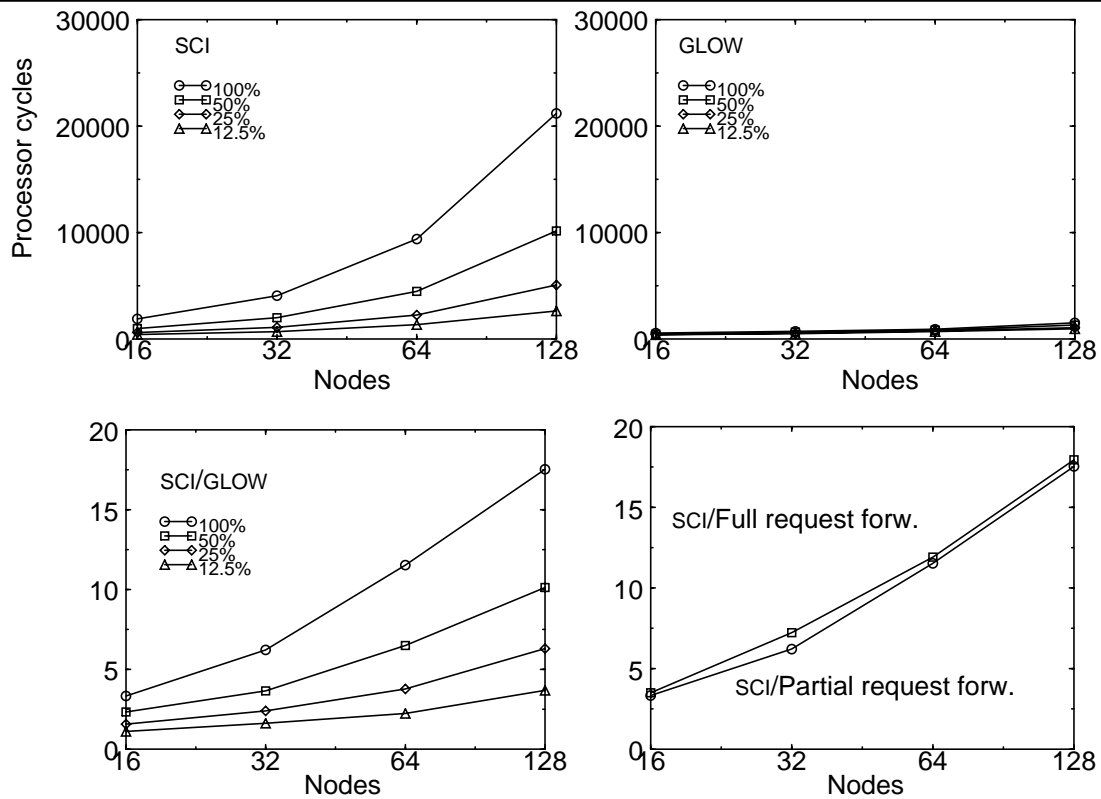 30000
20000
10000
0
Processor cycles
SCI
100%
50%
25%
12.5%
16 32 64 128
Nodes
30000
20000
10000
0
GLOW
100%
50%
25%
12.5%
16 32 64 128
Nodes
20
15
10
5
0
SCI/GLOW
100%
50%
25%
12.5%
16 32 64 128
Nodes
20
15
10
5
0
SCI/Full request forw.
SCI/Partial request forw.
16 32 64 128
Nodes